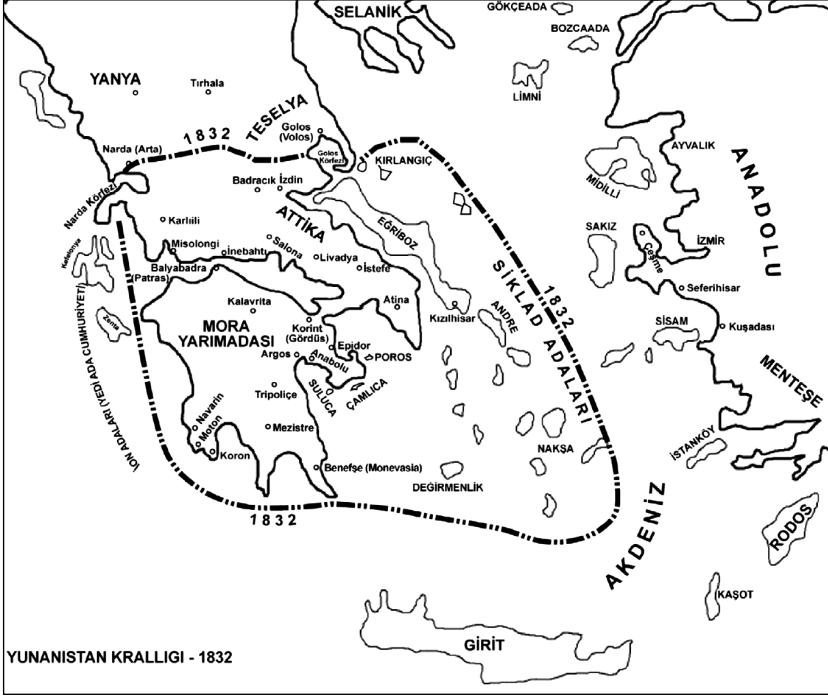 SELANİK
GÖKÇEADA
BOZCAADA
YANYA
Tırhala
LİMNİ
TESELYA
1832
Golos
(Volos)
Golos
Körfezi
Narda (Arta)
KIRLANGIÇ
AYVALIK
ANADOLU
MİDİLLİ
Badracık
İzdin
Narda Körfezi
Karlıili
ATTİKA
EĞRİBOZ
SAKIZ
İZMİR
Çeşme
Kefelonya
Misolongi
İnebahtı
Salona
Livadya
İstefe
Balyabadra
(Patras)
SİKLAD ADALARI
1832
Seferihisar
Kalavrita
Atina
Kızılhisar
ANDRE
Zenta
MORA
YARIMADASI
Korint
(Gördüs)
SİSAM
Kuşadası
Epidor
Argos
Anabolu
POROS
MENTEŞE
İON ADALARI (YEDİ ADA CUMHURİYETİ)
Tripoliçe
SULUCA
ÇAMLICA
Navarin
Moton
Mezistre
Koron
NAKŞA
İSTANKÖY
Benefşe (Monevasia)
DEĞİRMENLİK
1832
AKDENİZ
RODOS
KAŞOT
GİRİT
YUNANISTAN KRALLIGI - 1832